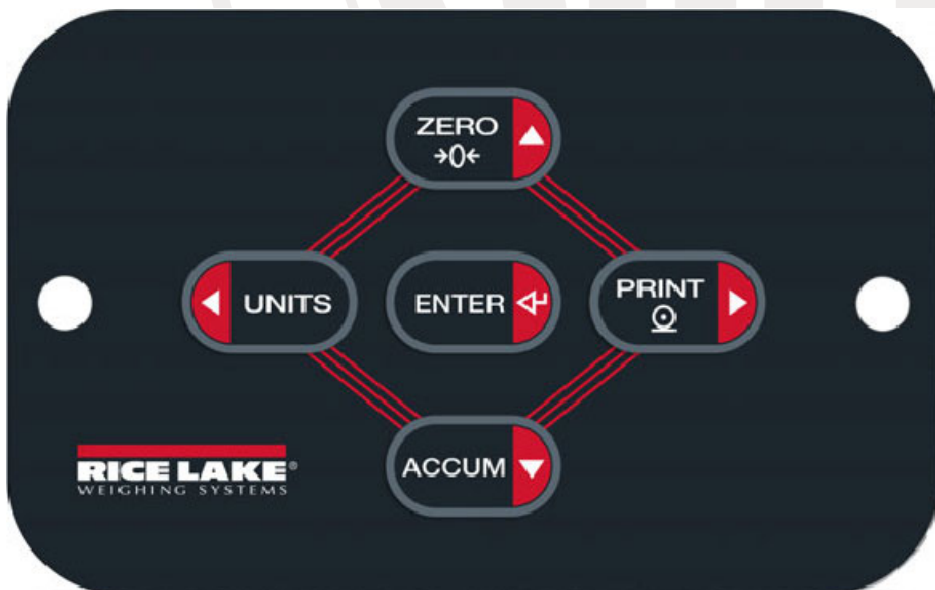 ZERO
→0←
UNITS
ENTER
PRINT
ACCUM
RICE LAKE®
WEIGHING SYSTEMS